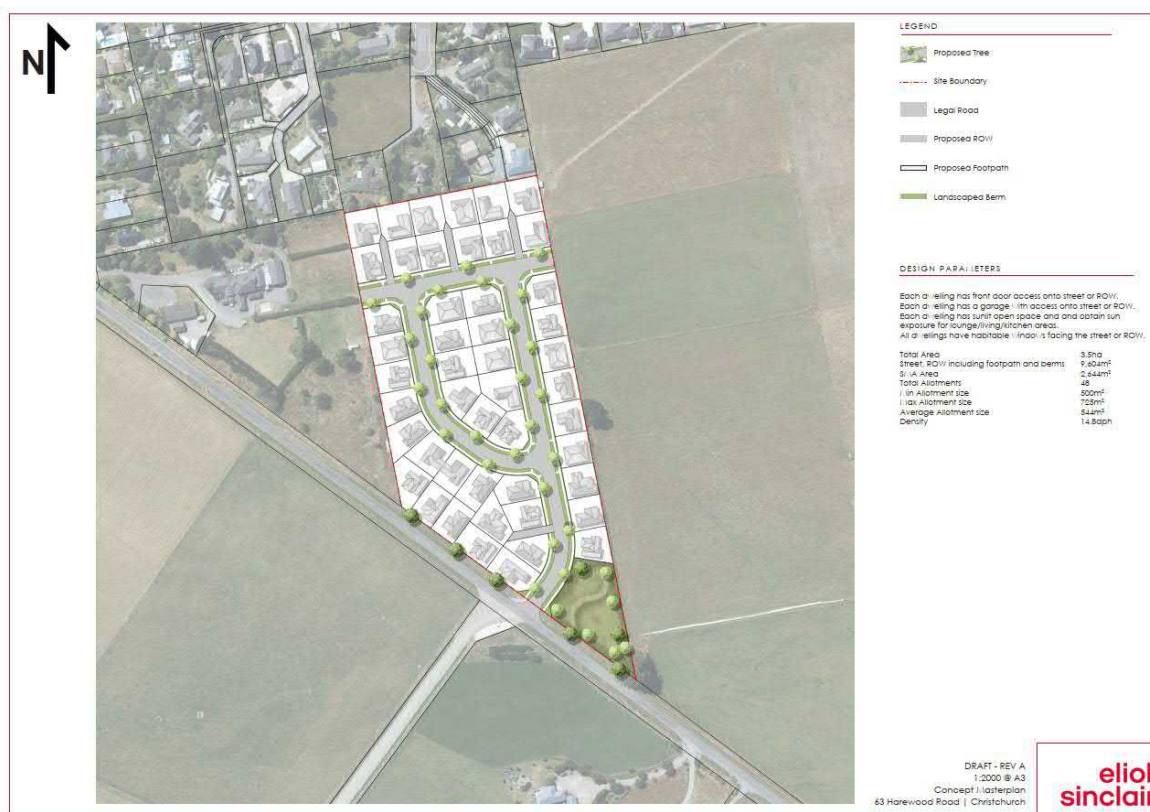 N
LEGEND
Proposed Tree
Site Boundary
Legal Road
Proposed ROW
Proposed Footpath
Landscaped Berm
DESIGN PARAMETERS
Each dwelling has front door access onto street or ROW.
Each dwelling has a garage with access onto street or ROW.
Each dwelling has sunlit open space and and obtain sun
exposure for lounge/living/kitchen areas.
All dwellings have habitable windows facing the street or ROW.
Total Area 3.5ha
Street, ROW including footpath and berms 9,604m²
Area 2,644m²
Total Allotments 48
Min Allotment size 500m²
Max Allotment size 725m²
Average Allotment size 544m²
Density 14.8dph
DRAFT - REV A
1:2000 @ A3
Concept Masterplan
63 Harewood Road | Christchurch
eliot
sinclair